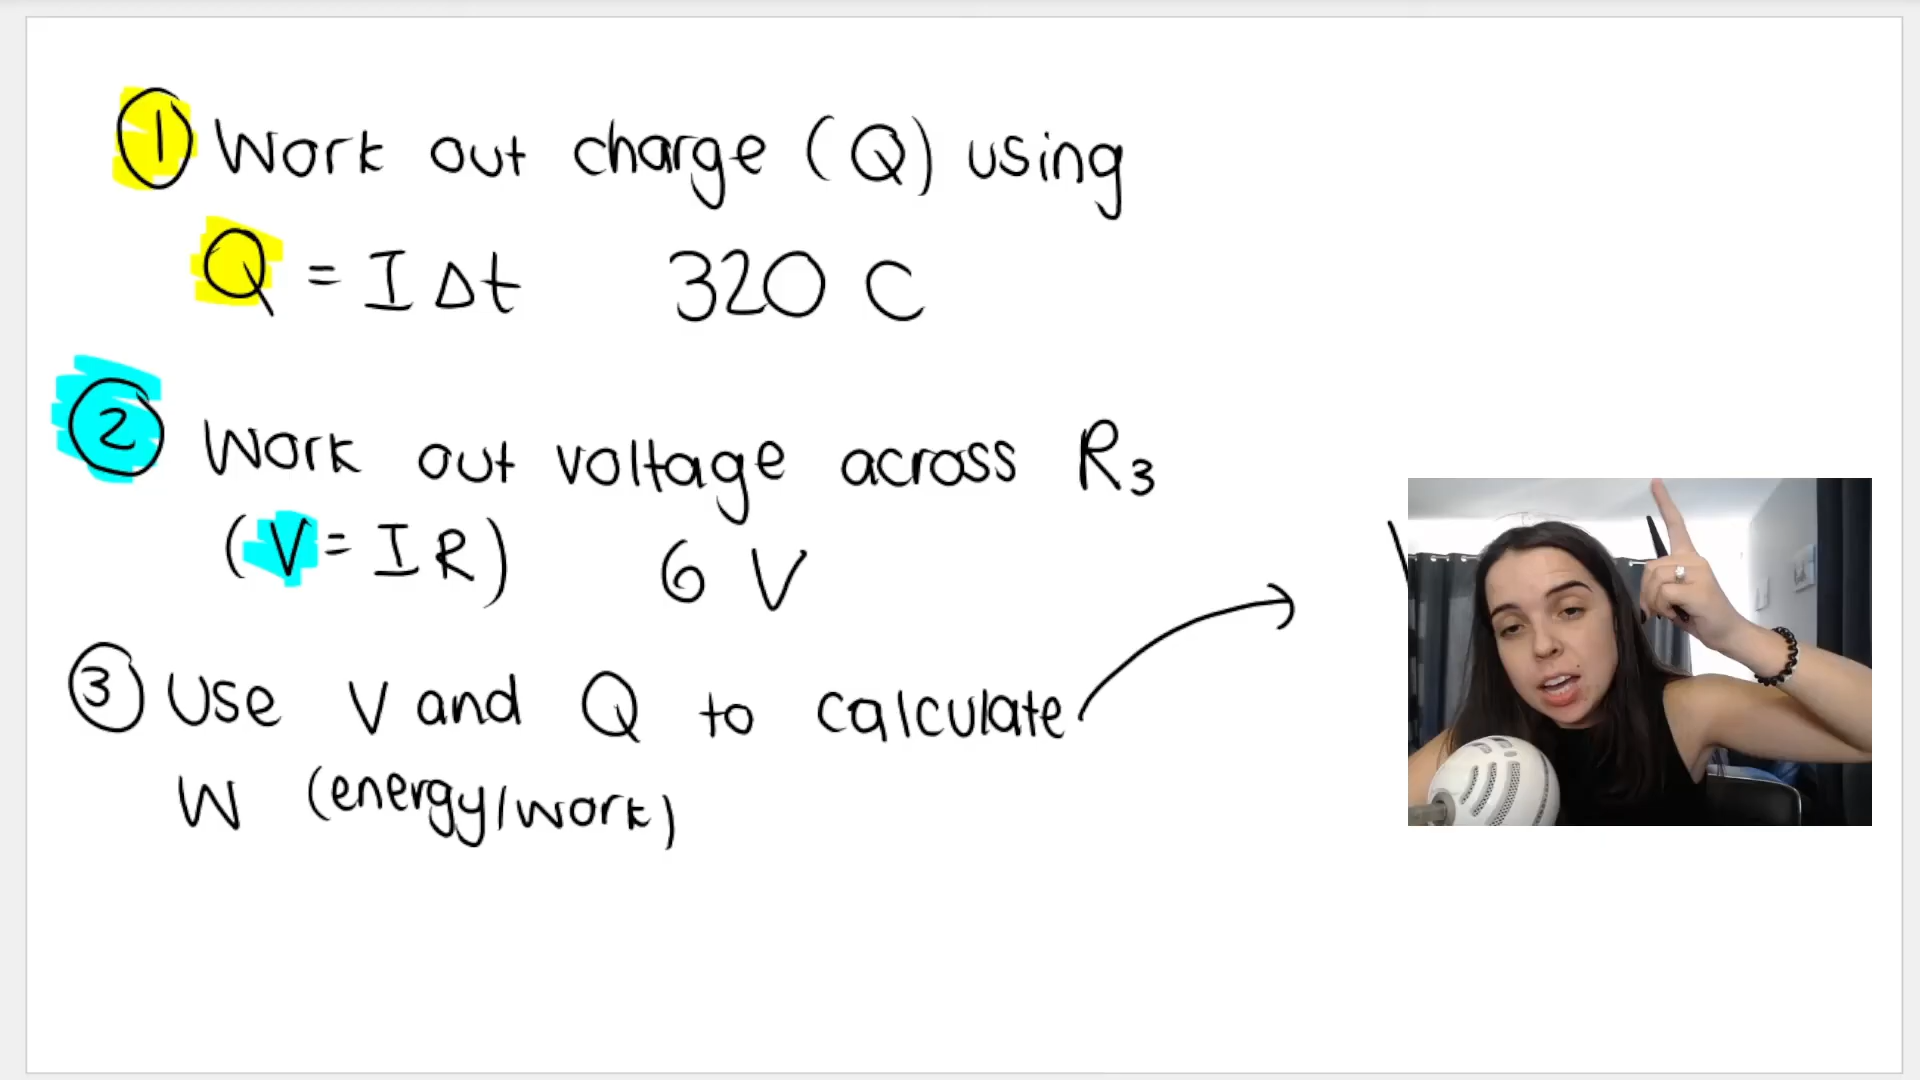 ① Work out charge (Q) using
Q = I Δt 320 C
② Work out voltage across R₃
(V = IR) 6 V
③ Use V and Q to calculate
W (energy/work)